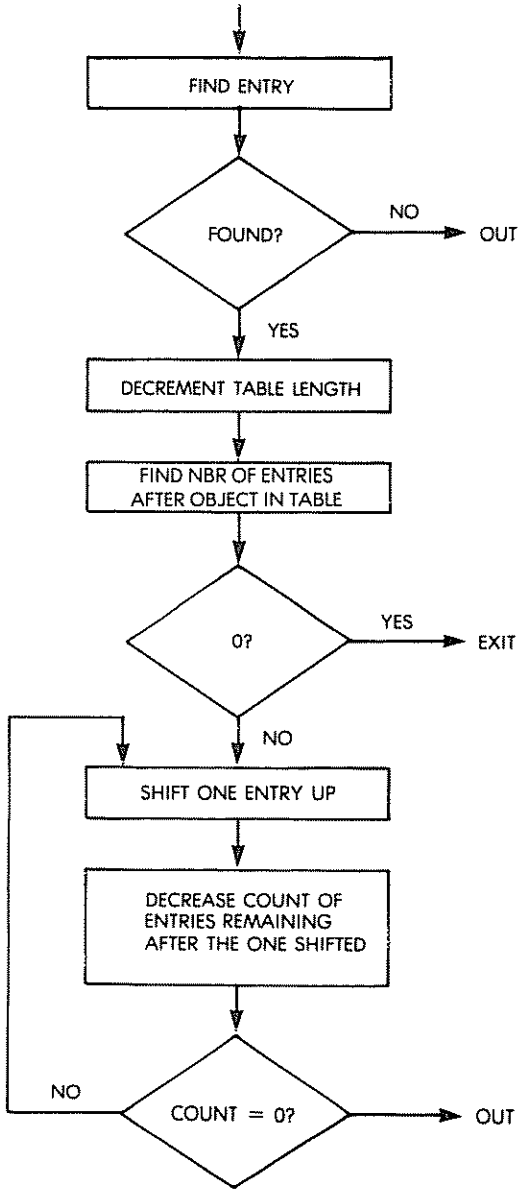 FIND ENTRY
FOUND?
NO
OUT
YES
DECREMENT TABLE LENGTH
FIND NBR OF ENTRIES
AFTER OBJECT IN TABLE
0?
YES
EXIT
NO
SHIFT ONE ENTRY UP
DECREASE COUNT OF
ENTRIES REMAINING
AFTER THE ONE SHIFTED
NO
COUNT = 0?
OUT